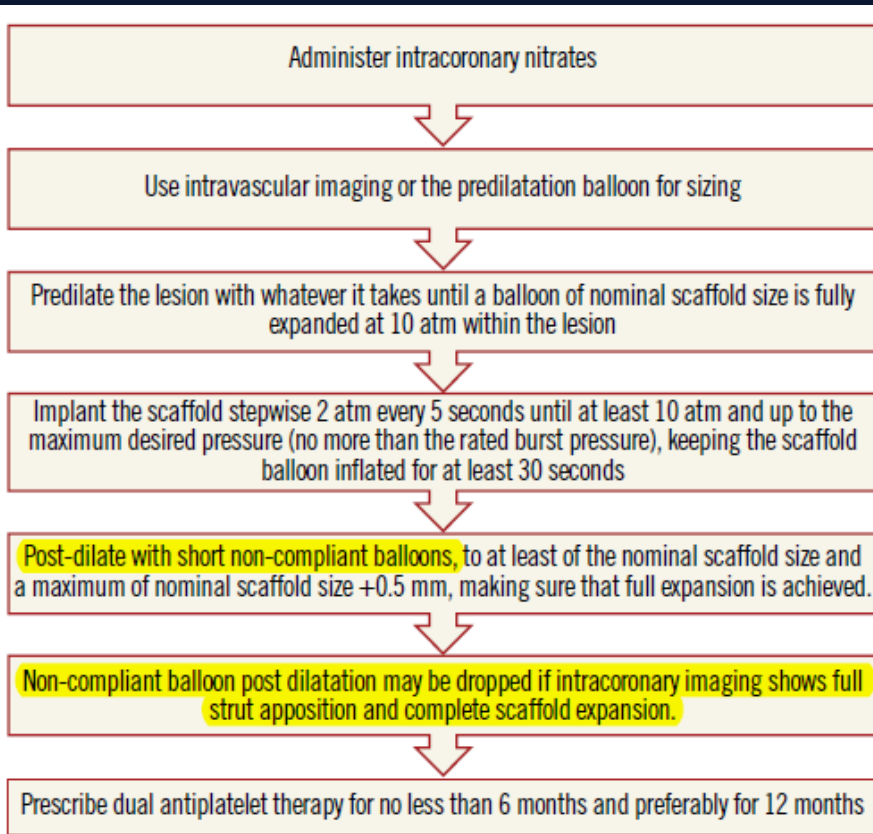 Administer intracoronary nitrates
Use intravascular imaging or the predilatation balloon for sizing
Predilate the lesion with whatever it takes until a balloon of nominal scaffold size is fully
expanded at 10 atm within the lesion
Implant the scaffold stepwise 2 atm every 5 seconds until at least 10 atm and up to the
maximum desired pressure (no more than the rated burst pressure), keeping the scaffold
balloon inflated for at least 30 seconds
Post-dilate with short non-compliant balloons, to at least of the nominal scaffold size and
a maximum of nominal scaffold size +0.5 mm, making sure that full expansion is achieved.
Non-compliant balloon post dilatation may be dropped if intracoronary imaging shows full
strut apposition and complete scaffold expansion.
Prescribe dual antiplatelet therapy for no less than 6 months and preferably for 12 months